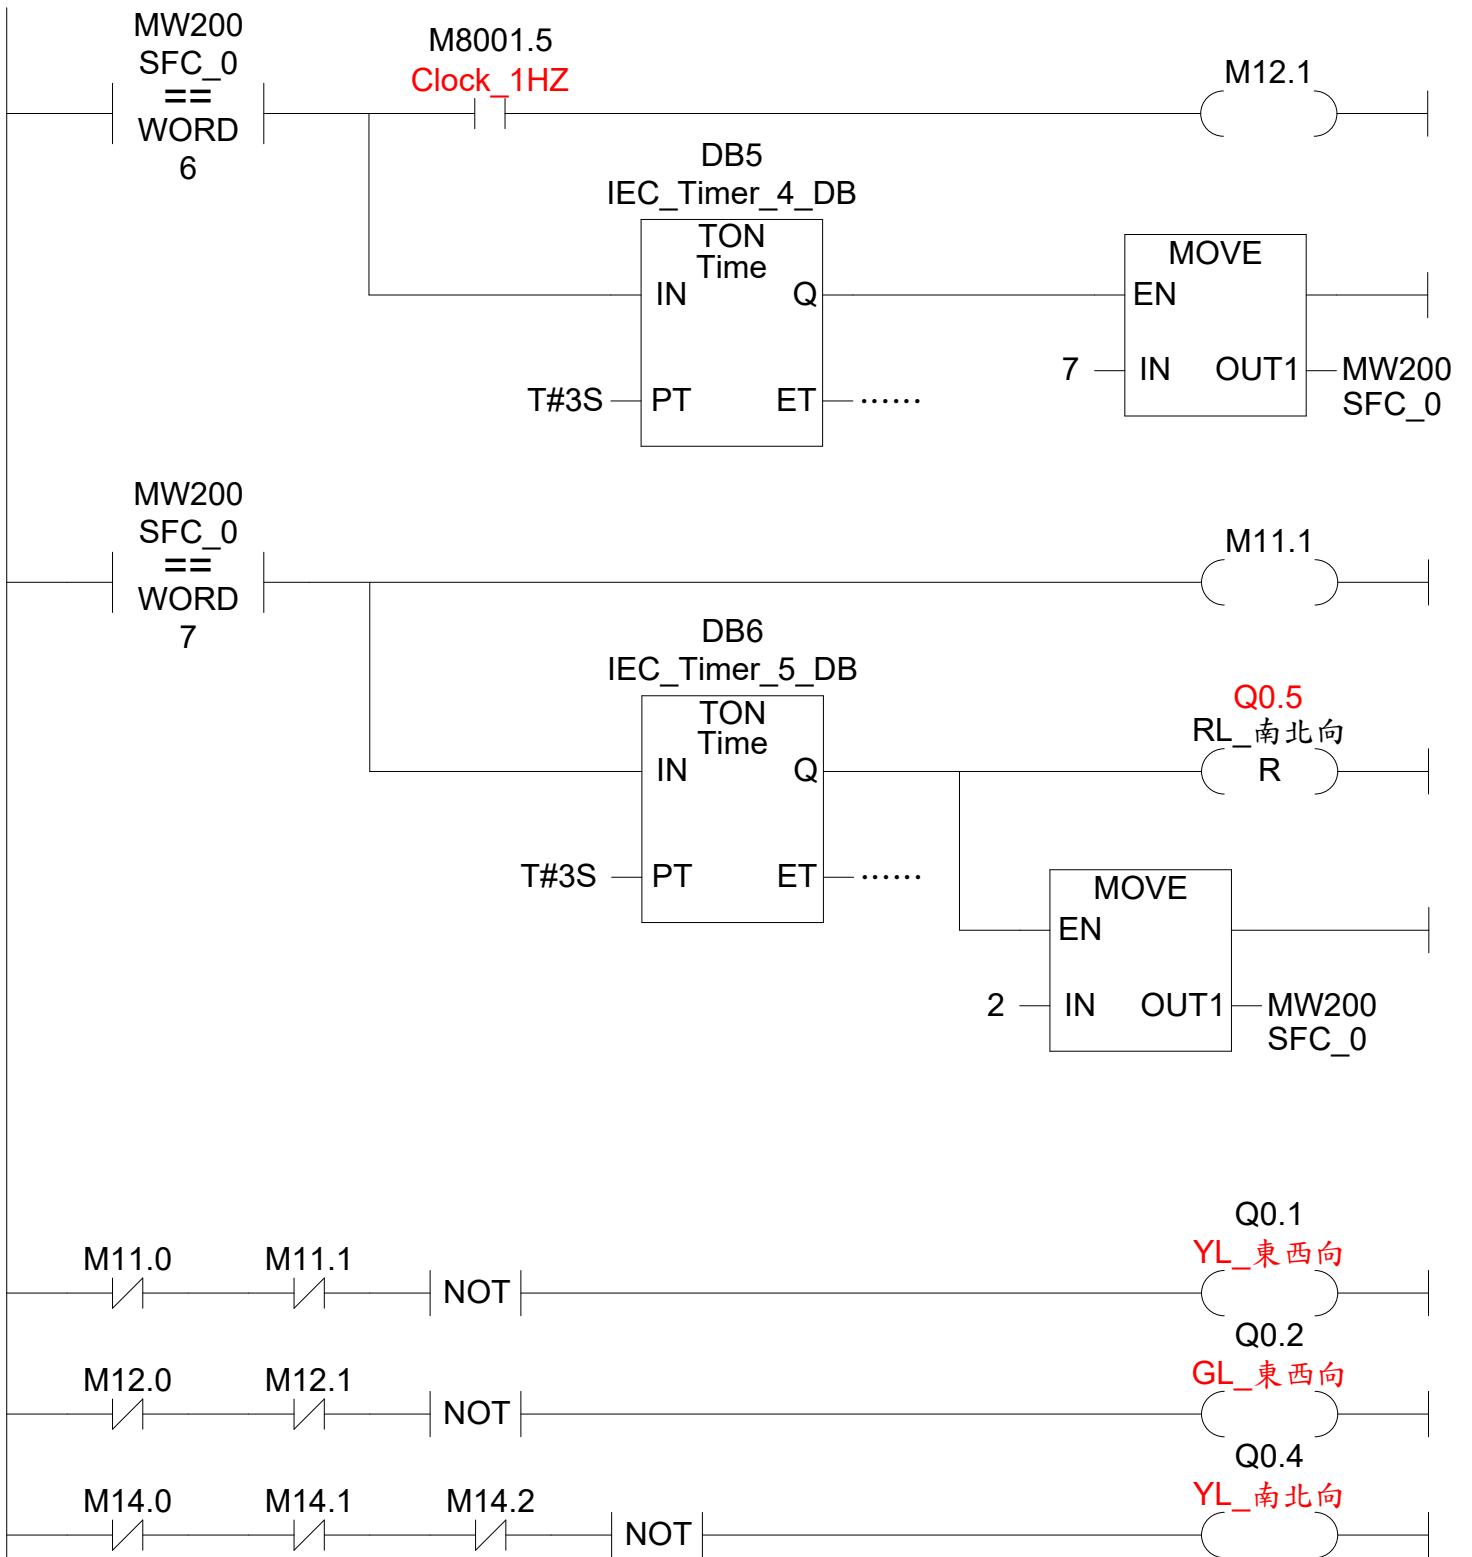 MW200
SFC_0
==
WORD
6
M8001.5
Clock_1HZ
M12.1
DB5
IEC_Timer_4_DB
TON
Time
IN
Q
T#3S
PT
ET
......
MOVE
EN
7
IN
OUT1
MW200
SFC_0
MW200
SFC_0
==
WORD
7
M11.1
DB6
IEC_Timer_5_DB
TON
Time
IN
Q
T#3S
PT
ET
......
Q0.5
RL_南北向
R
MOVE
EN
2
IN
OUT1
MW200
SFC_0
M11.0
M11.1
NOT
Q0.1
YL_東西向
M12.0
M12.1
NOT
Q0.2
GL_東西向
M14.0
M14.1
M14.2
NOT
Q0.4
YL_南北向